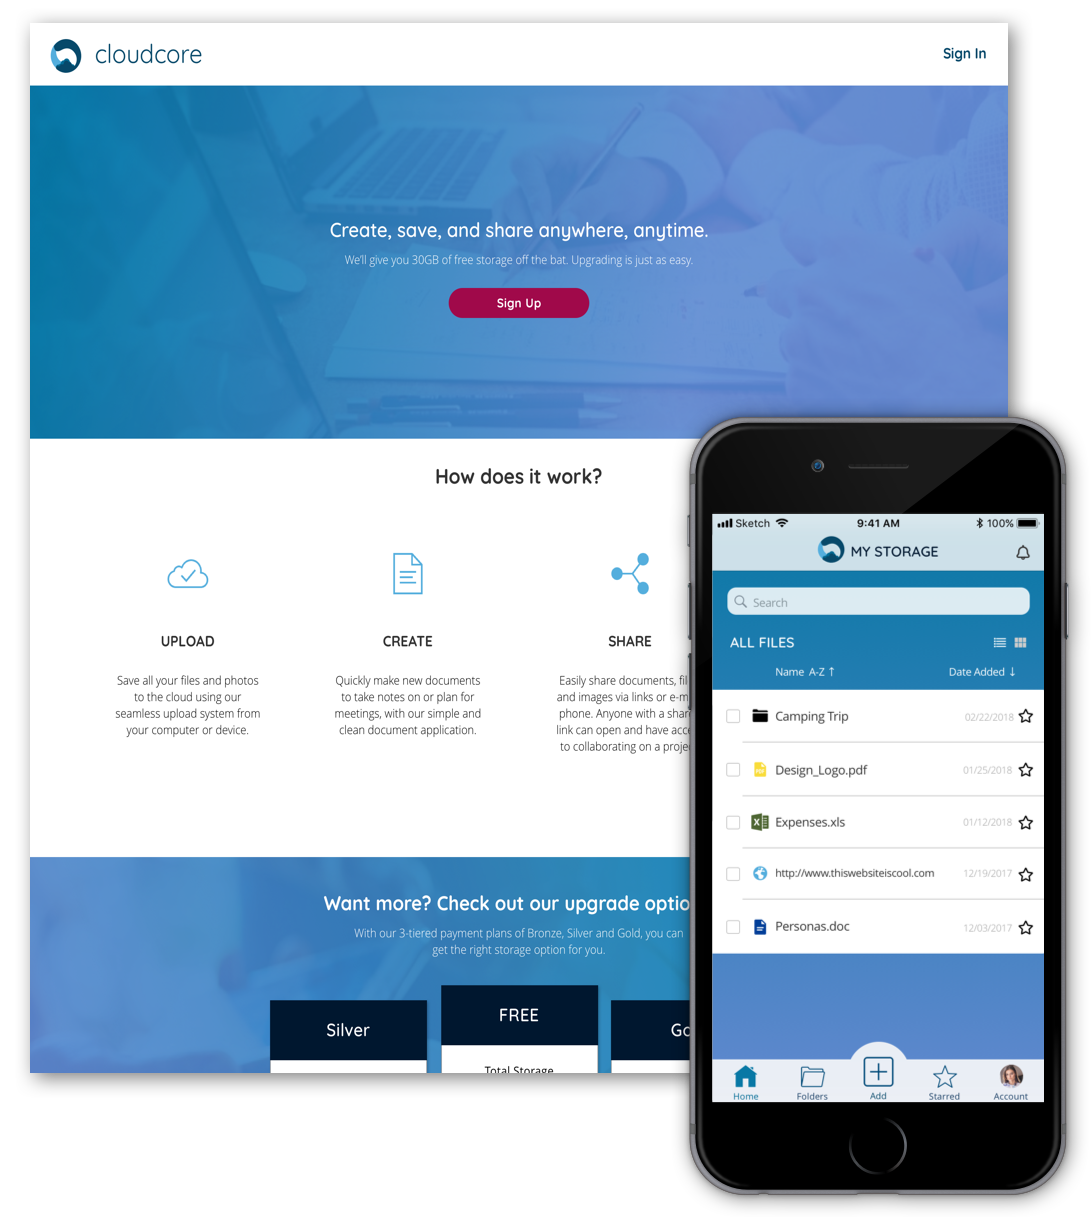 cloudcore
Sign In
Create, save, and share anywhere, anytime.
We'll give you 30GB of free storage off the bat. Upgrading is just as easy.
Sign Up
How does it work?
UPLOAD
Save all your files and photos
to the cloud using our
seamless upload system from
your computer or device.
CREATE
Quickly make new documents
to take notes on or plan for
meetings, with our simple and
clean document application.
SHARE
Easily share documents, fil
and images via links or e-m
phone. Anyone with a shar
link can open and have acce
to collaborating on a proje
Want more? Check out our upgrade optio
With our 3-tiered payment plans of Bronze, Silver and Gold, you can
get the right storage option for you.
Silver
FREE
Total Storage
Go
Sketch 9:41 AM 100%
MY STORAGE
Search
ALL FILES
Name A-Z ↑ Date Added ↓
Camping Trip 02/22/2018
PDF Design_Logo.pdf 01/25/2018
X Expenses.xls 01/12/2018
http://www.thiswebsiteiscool.com 12/19/2017
Personas.doc 12/03/2017
Home Folders Add Starred Account